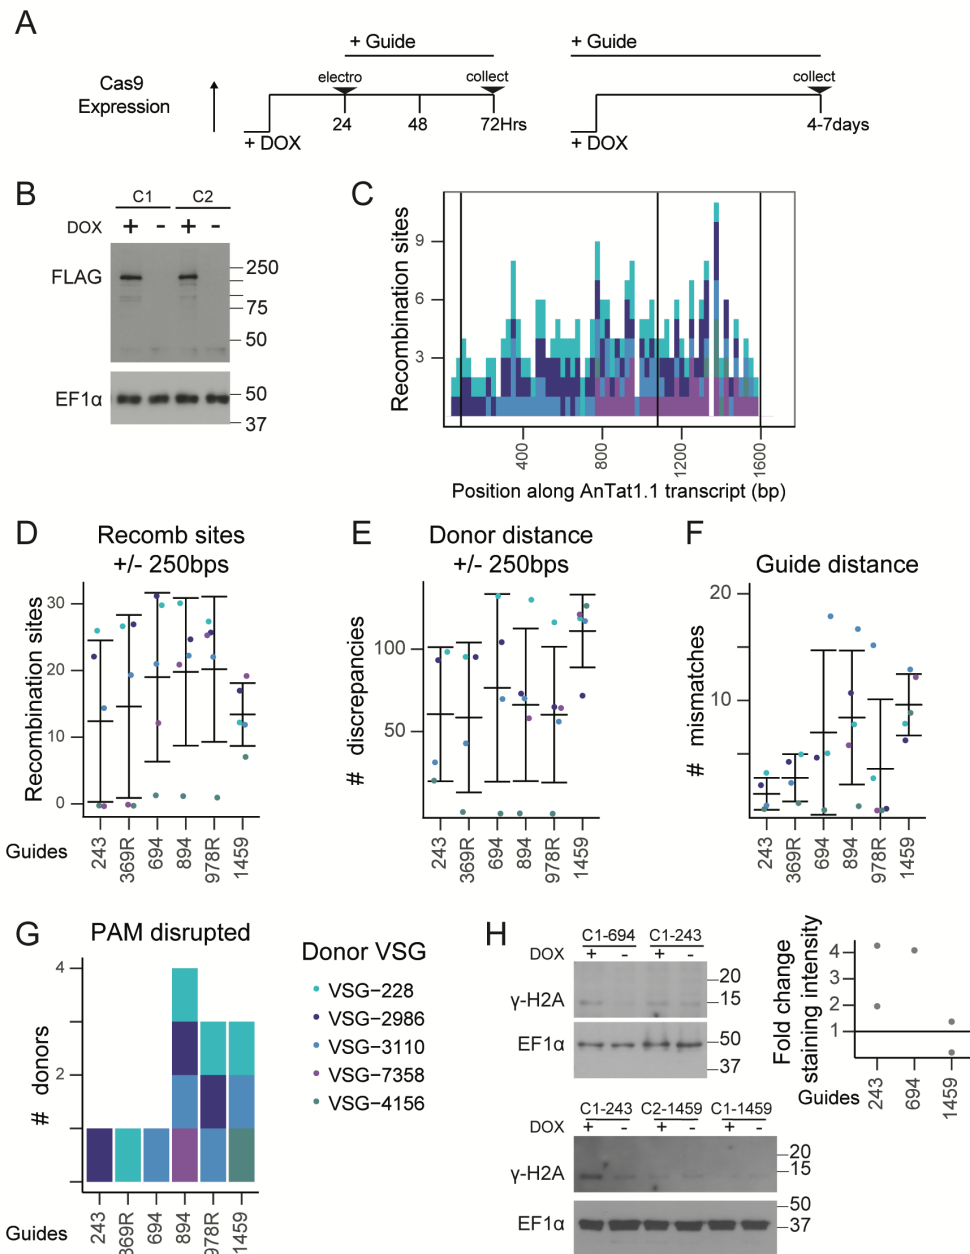 A
+ Guide
+ Guide
electro
collect
collect
Cas9
Expression
24
48
72Hrs
4-7days
+ DOX
+ DOX
B
C1
C2
DOX
+ - + -
FLAG
250
75
50
EF1α
50
37
C
Recombination sites
9
6
3
400
800
1200
1600
Position along AnTat1.1 transcript (bp)
D
Recomb sites
+/- 250bps
Recombination sites
30
20
10
0
Guides
243
369R
694
894
978R
1459
E
Donor distance
+/- 250bps
# discrepancies
100
50
243
369R
694
894
978R
1459
F
Guide distance
# mismatches
20
10
243
369R
694
894
978R
1459
G
PAM disrupted
# donors
4
2
Guides
243
369R
694
894
978R
1459
Donor VSG
VSG−228
VSG−2986
VSG−3110
VSG−7358
VSG−4156
H
C1-694
C1-243
DOX
+ - + -
γ-H2A
20
15
EF1α
50
37
C1-243
C2-1459
C1-1459
DOX
+ - + - + -
γ-H2A
20
15
EF1α
50
37
Fold change
staining intensity
4
3
2
1
Guides
243
694
1459